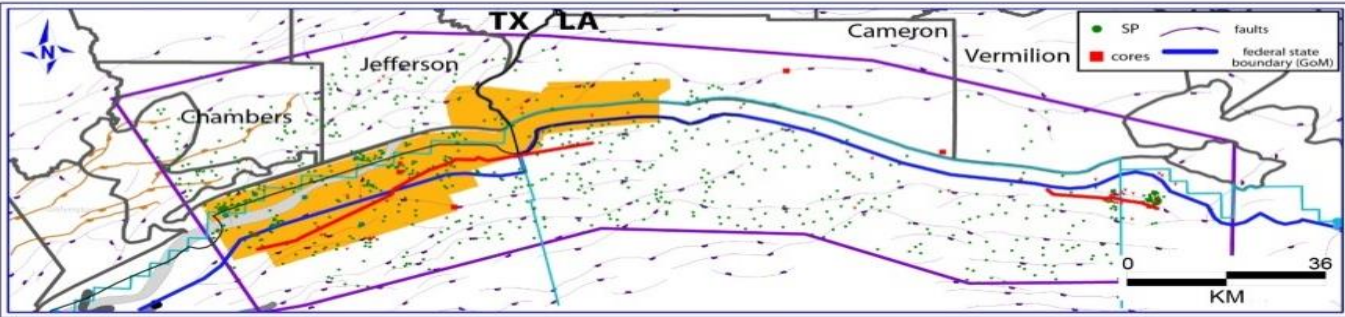 TX LA
N
Jefferson
Chambers
Cameron
Vermilion
SP
faults
cores
federal state
boundary (GoM)
0 36
KM